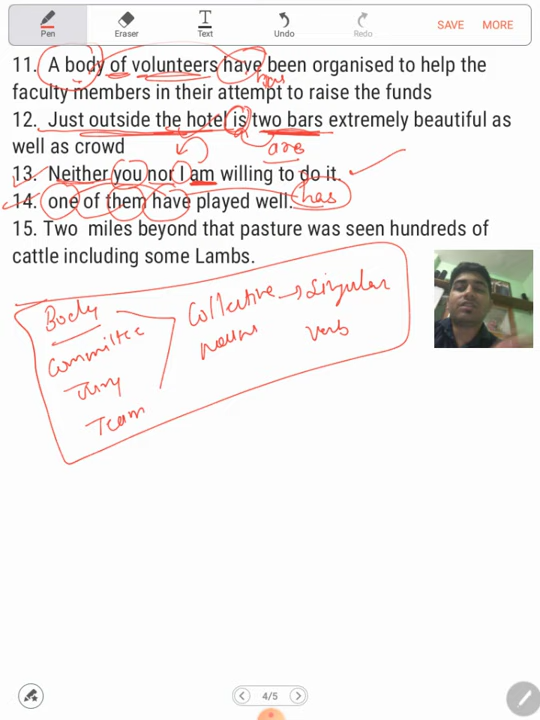 SAVE MORE
Pen Eraser Text Undo Redo
11. A body of volunteers have been organised to help the
has
faculty members in their attempt to raise the funds
12. Just outside the hotel is two bars extremely beautiful as
well as crowd
are
13. Neither you nor I am willing to do it.
14. one of them have played well. has
15. Two miles beyond that pasture was seen hundreds of
cattle including some Lambs.
Body Collective → Singular
Committee nouns verb
Jury
Team
4/5